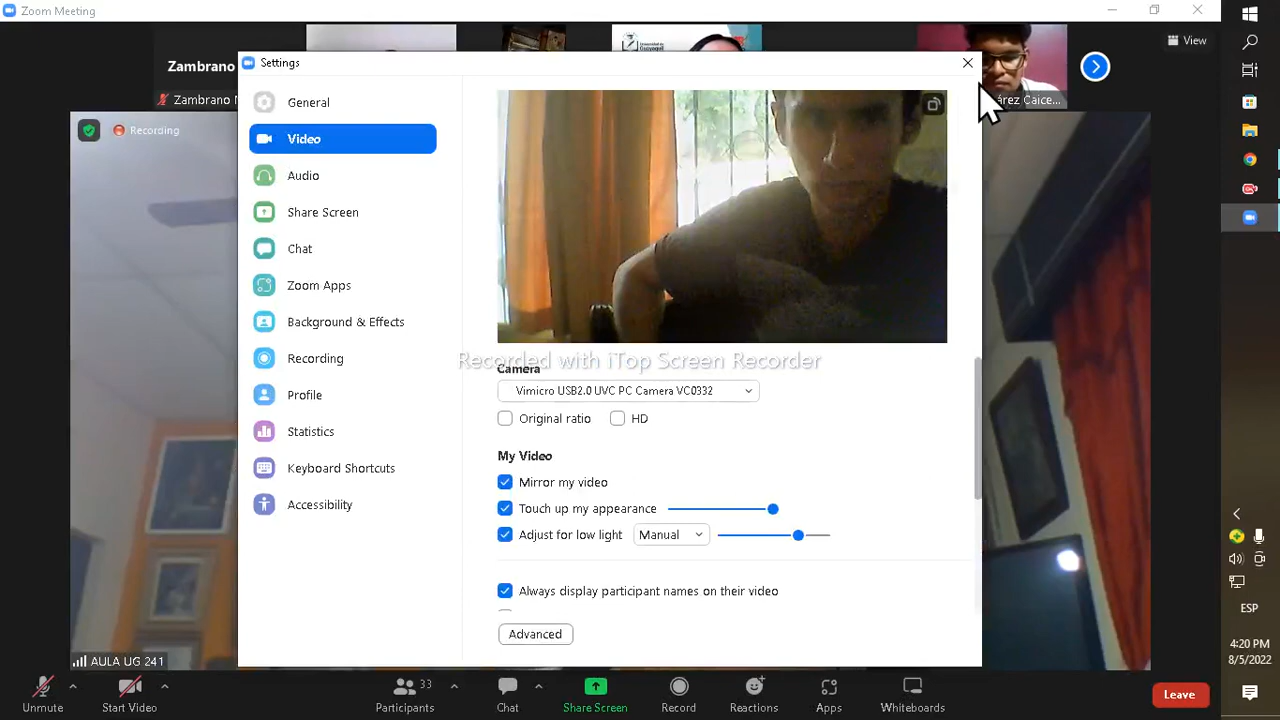 Zoom Meeting
View
Zambrano
Zambrano
árez Caice...
Recording
Settings
General
Video
Audio
Share Screen
Chat
Zoom Apps
Background & Effects
Recording
Profile
Statistics
Keyboard Shortcuts
Accessibility
Recorded with iTop Screen Recorder
Camera
Vimicro USB2.0 UVC PC Camera VC0332
Original ratio
HD
My Video
Mirror my video
Touch up my appearance
Adjust for low light
Manual
Always display participant names on their video
Advanced
AULA UG 241
Unmute
Start Video
33
Participants
Chat
Share Screen
Record
Reactions
Apps
Whiteboards
Leave
ESP
4:20 PM
8/5/2022